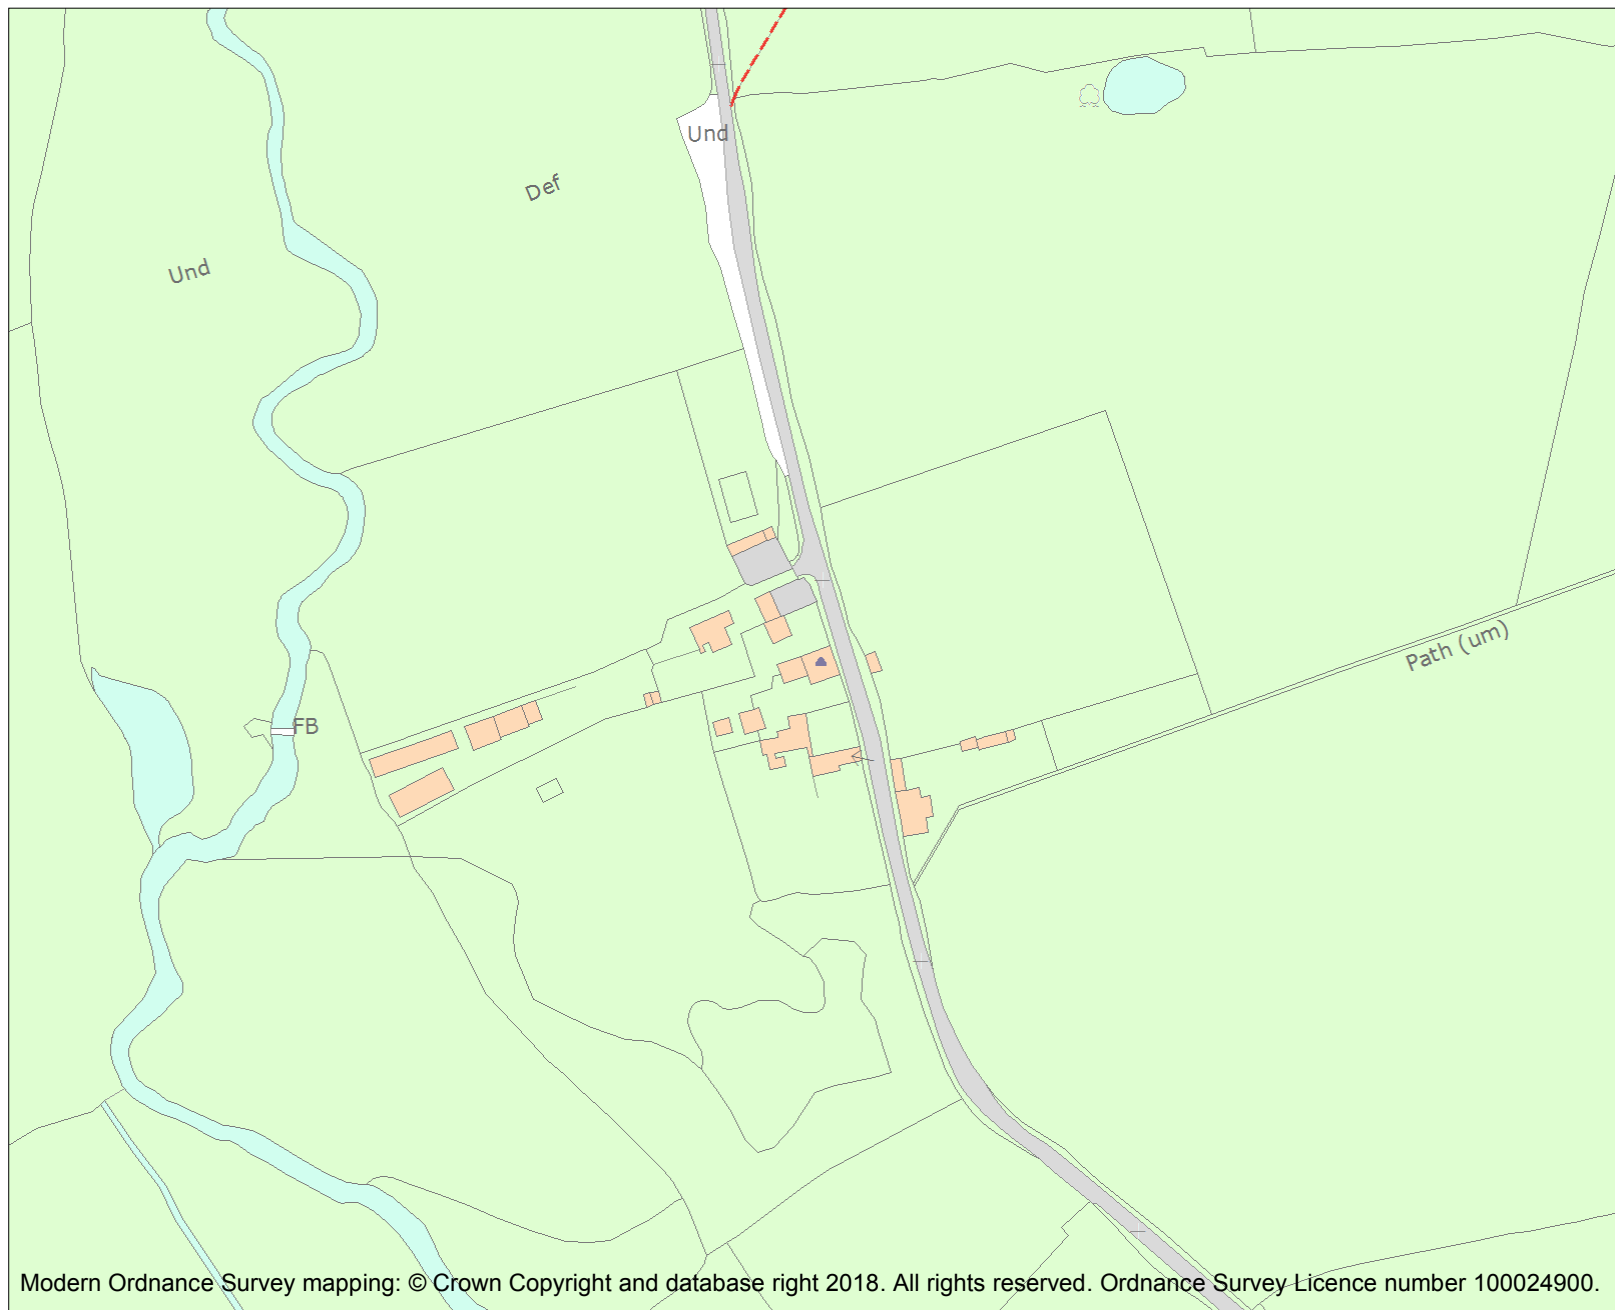 Und
Def
Und
Path (um)
FB
Modern Ordnance Survey mapping: © Crown Copyright and database right 2018. All rights reserved. Ordnance Survey Licence number 100024900.